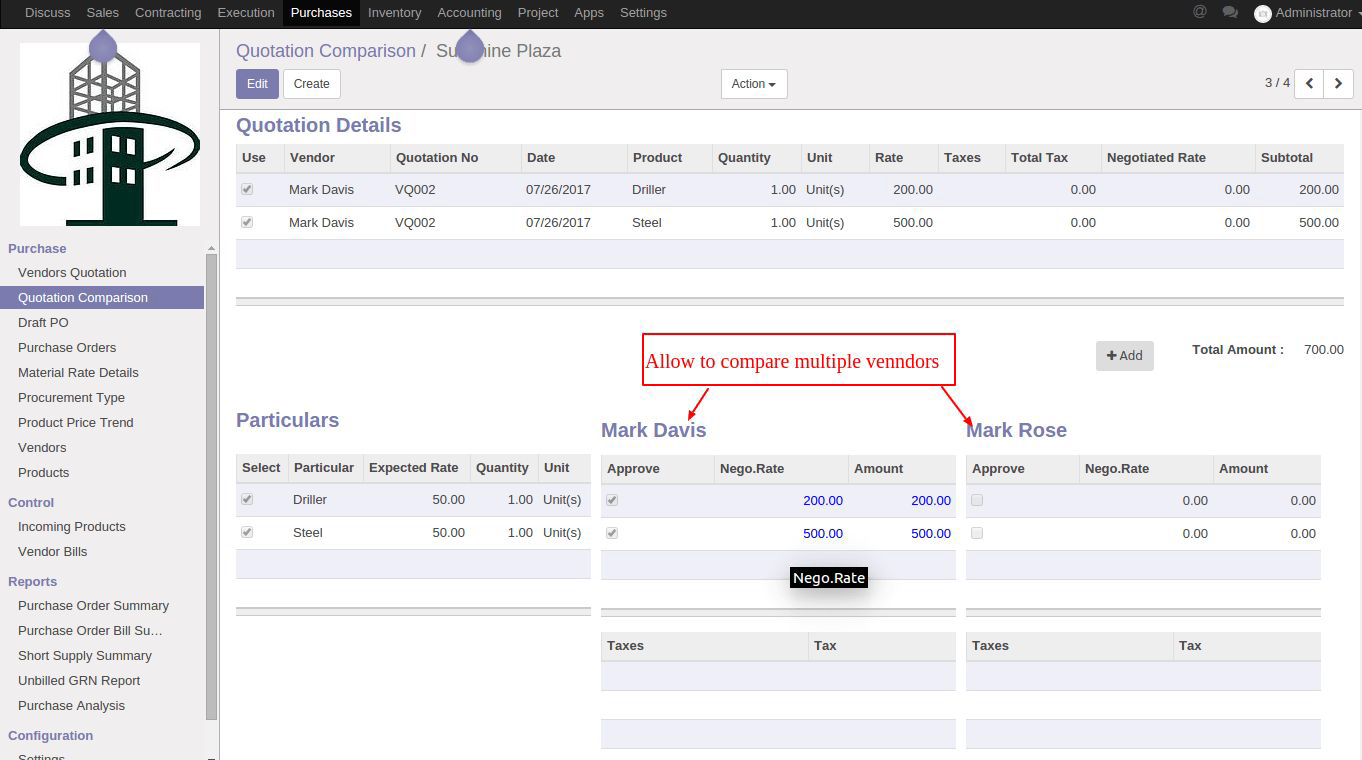 Discuss Sales Contracting Execution Purchases Inventory Accounting Project Apps Settings @ Administrator
Quotation Comparison / Su ine Plaza
Edit Create Action 3 / 4
Purchase
Vendors Quotation
Quotation Comparison
Draft PO
Purchase Orders
Material Rate Details
Procurement Type
Product Price Trend
Vendors
Products
Control
Incoming Products
Vendor Bills
Reports
Purchase Order Summary
Purchase Order Bill Su…
Short Supply Summary
Unbilled GRN Report
Purchase Analysis
Configuration
Settings
Quotation Details
Use Vendor Quotation No Date Product Quantity Unit Rate Taxes Total Tax Negotiated Rate Subtotal
Mark Davis VQ002 07/26/2017 Driller 1.00 Unit(s) 200.00 0.00 0.00 200.00
Mark Davis VQ002 07/26/2017 Steel 1.00 Unit(s) 500.00 0.00 0.00 500.00
Allow to compare multiple venndors
Add Total Amount : 700.00
Particulars
Select Particular Expected Rate Quantity Unit
Driller 50.00 1.00 Unit(s)
Steel 50.00 1.00 Unit(s)
Mark Davis
Approve Nego.Rate Amount
200.00 200.00
500.00 500.00
Nego.Rate
Taxes Tax
Mark Rose
Approve Nego.Rate Amount
0.00 0.00
0.00 0.00
Taxes Tax